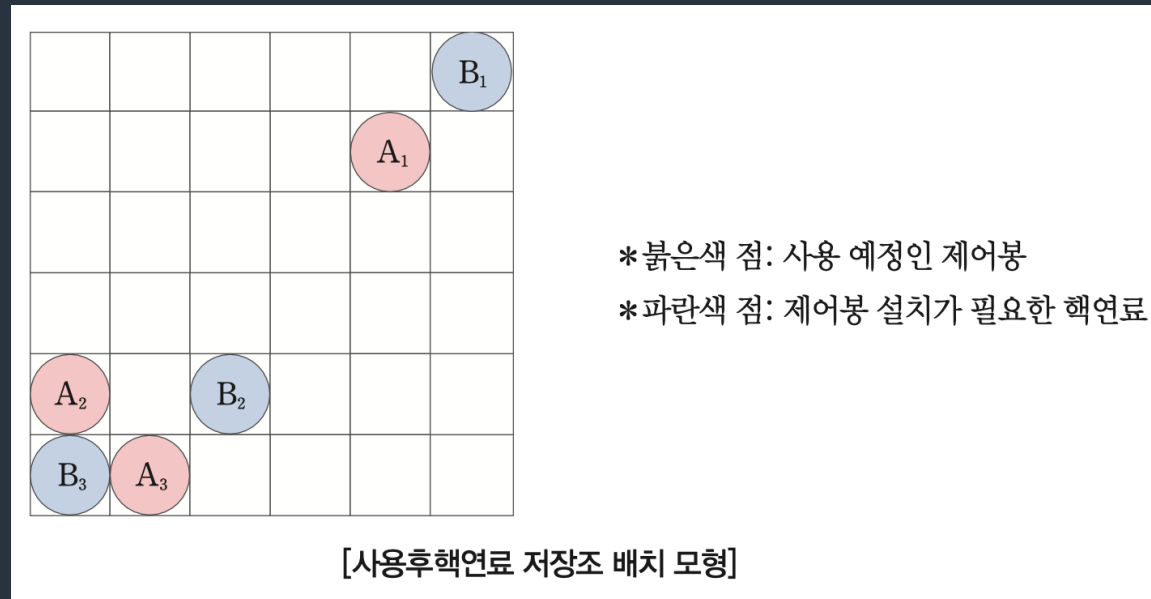 B₁
A₁
*붉은색 점: 사용 예정인 제어봉
*파란색 점: 제어봉 설치가 필요한 핵연료
A₂ B₂
B₃ A₃
[사용후핵연료 저장조 배치 모형]